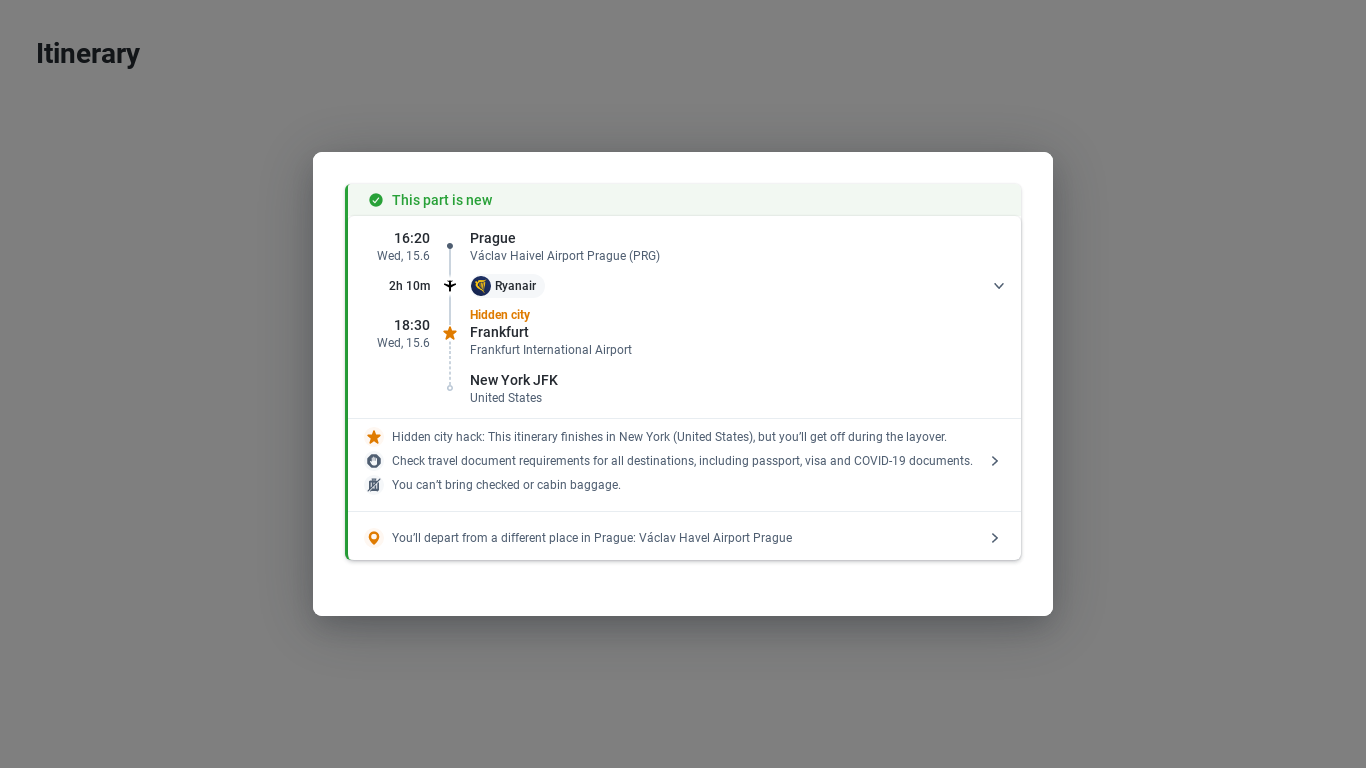 Itinerary
This part is new
16:20
Wed, 15.6
Prague
Václav Haivel Airport Prague (PRG)
2h 10m
Ryanair
Hidden city
18:30
Wed, 15.6
Frankfurt
Frankfurt International Airport
New York JFK
United States
Hidden city hack: This itinerary finishes in New York (United States), but you’ll get off during the layover.
Check travel document requirements for all destinations, including passport, visa and COVID-19 documents.
You can’t bring checked or cabin baggage.
You’ll depart from a different place in Prague: Václav Havel Airport Prague